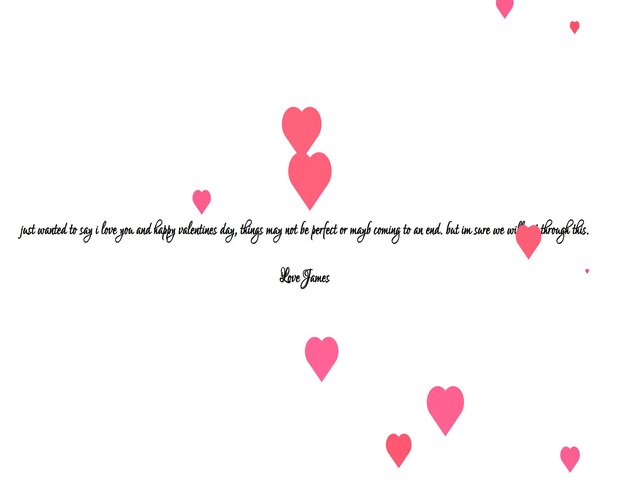 just wanted to say i love you and happy valentines day, things may not be perfect or mayb coming to an end. but im sure we will through this.
Love James